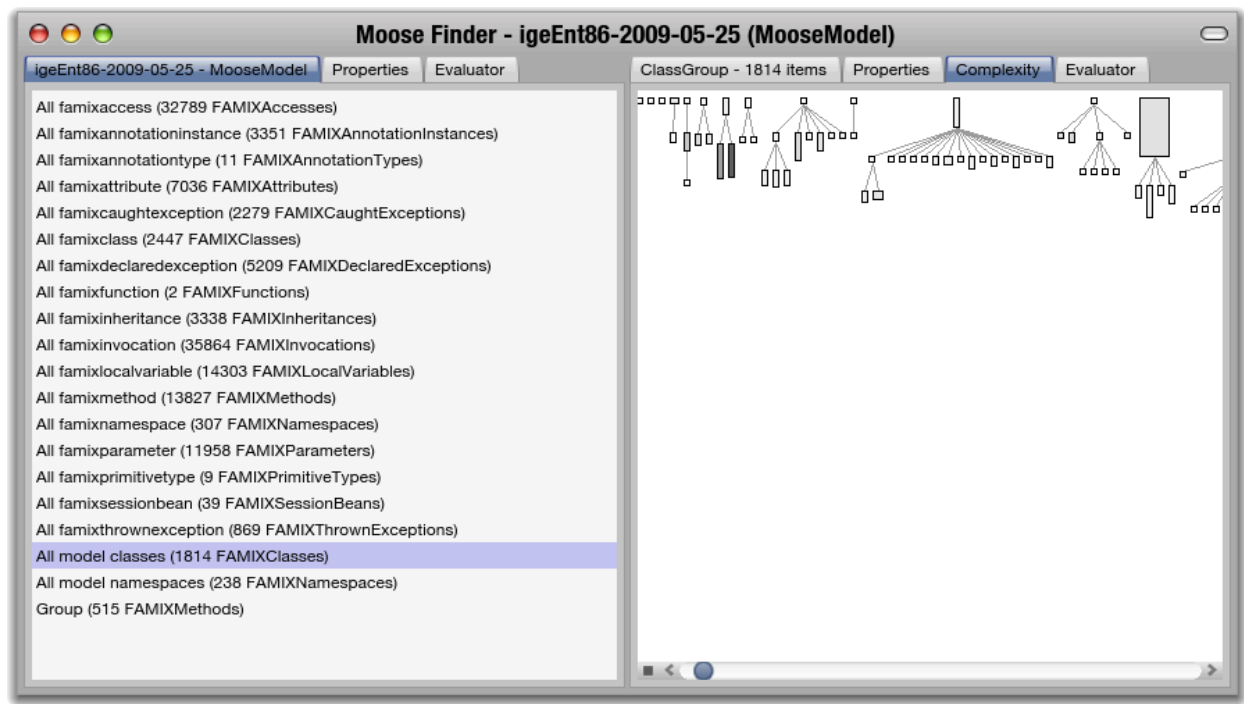 Moose Finder - igeEnt86-2009-05-25 (MooseModel)
igeEnt86-2009-05-25 - MooseModel Properties Evaluator
ClassGroup - 1814 items Properties Complexity Evaluator
All famixaccess (32789 FAMIXAccesses)
All famixannotationinstance (3351 FAMIXAnnotationInstances)
All famixannotationtype (11 FAMIXAnnotationTypes)
All famixattribute (7036 FAMIXAttributes)
All famixcaughtexception (2279 FAMIXCaughtExceptions)
All famixclass (2447 FAMIXClasses)
All famixdeclaredexception (5209 FAMIXDeclaredExceptions)
All famixfunction (2 FAMIXFunctions)
All famixinheritance (3338 FAMIXInheritances)
All famixinvocation (35864 FAMIXInvocations)
All famixlocalvariable (14303 FAMIXLocalVariables)
All famixmethod (13827 FAMIXMethods)
All famixnamespace (307 FAMIXNamespaces)
All famixparameter (11958 FAMIXParameters)
All famixprimitivetype (9 FAMIXPrimitiveTypes)
All famixsessionbean (39 FAMIXSessionBeans)
All famixthrownexception (869 FAMIXThrownExceptions)
All model classes (1814 FAMIXClasses)
All model namespaces (238 FAMIXNamespaces)
Group (515 FAMIXMethods)